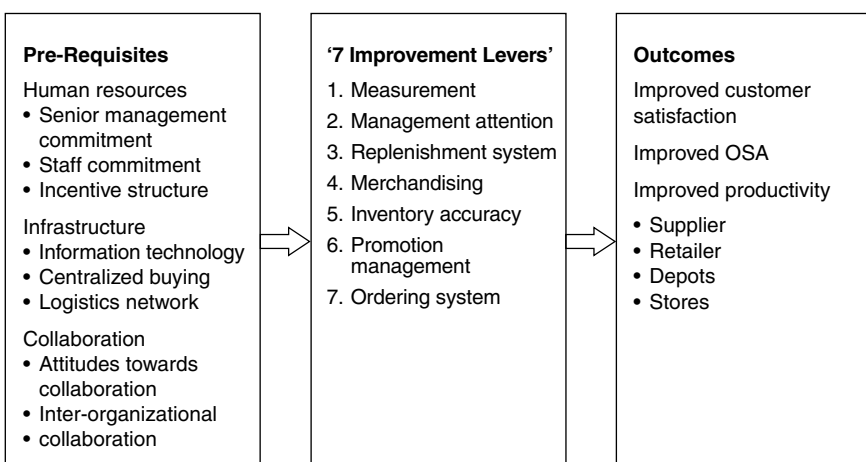 Pre-Requisites
Human resources
• Senior management
commitment
• Staff commitment
• Incentive structure
Infrastructure
• Information technology
• Centralized buying
• Logistics network
Collaboration
• Attitudes towards
collaboration
• Inter-organizational
• collaboration
‘7 Improvement Levers’
1. Measurement
2. Management attention
3. Replenishment system
4. Merchandising
5. Inventory accuracy
6. Promotion
management
7. Ordering system
Outcomes
Improved customer
satisfaction
Improved OSA
Improved productivity
• Supplier
• Retailer
• Depots
• Stores